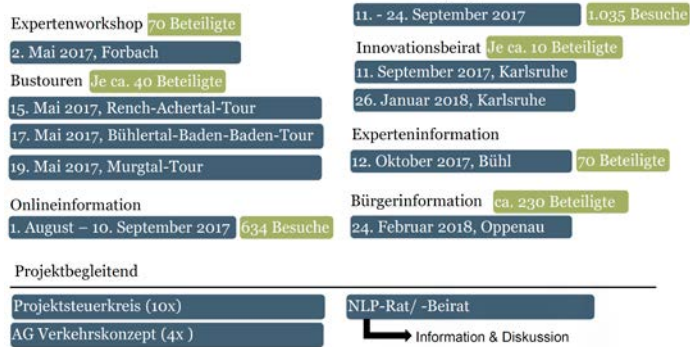 Expertenworkshop 70 Beteiligte
2. Mai 2017, Forbach
Bustouren Je ca. 40 Beteiligte
15. Mai 2017, Rench-Achertal-Tour
17. Mai 2017, Bühlertal-Baden-Baden-Tour
19. Mai 2017, Murgtal-Tour
Onlineinformation
1. August – 10. September 2017 634 Besuche
11. - 24. September 2017 1.035 Besuche
Innovationsbeirat Je ca. 10 Beteiligte
11. September 2017, Karlsruhe
26. Januar 2018, Karlsruhe
Experteninformation
12. Oktober 2017, Bühl 70 Beteiligte
Bürgerinformation ca. 230 Beteiligte
24. Februar 2018, Oppenau
Projektbegleitend
Projektsteuerkreis (10x)
AG Verkehrskonzept (4x )
NLP-Rat/ -Beirat
Information & Diskussion